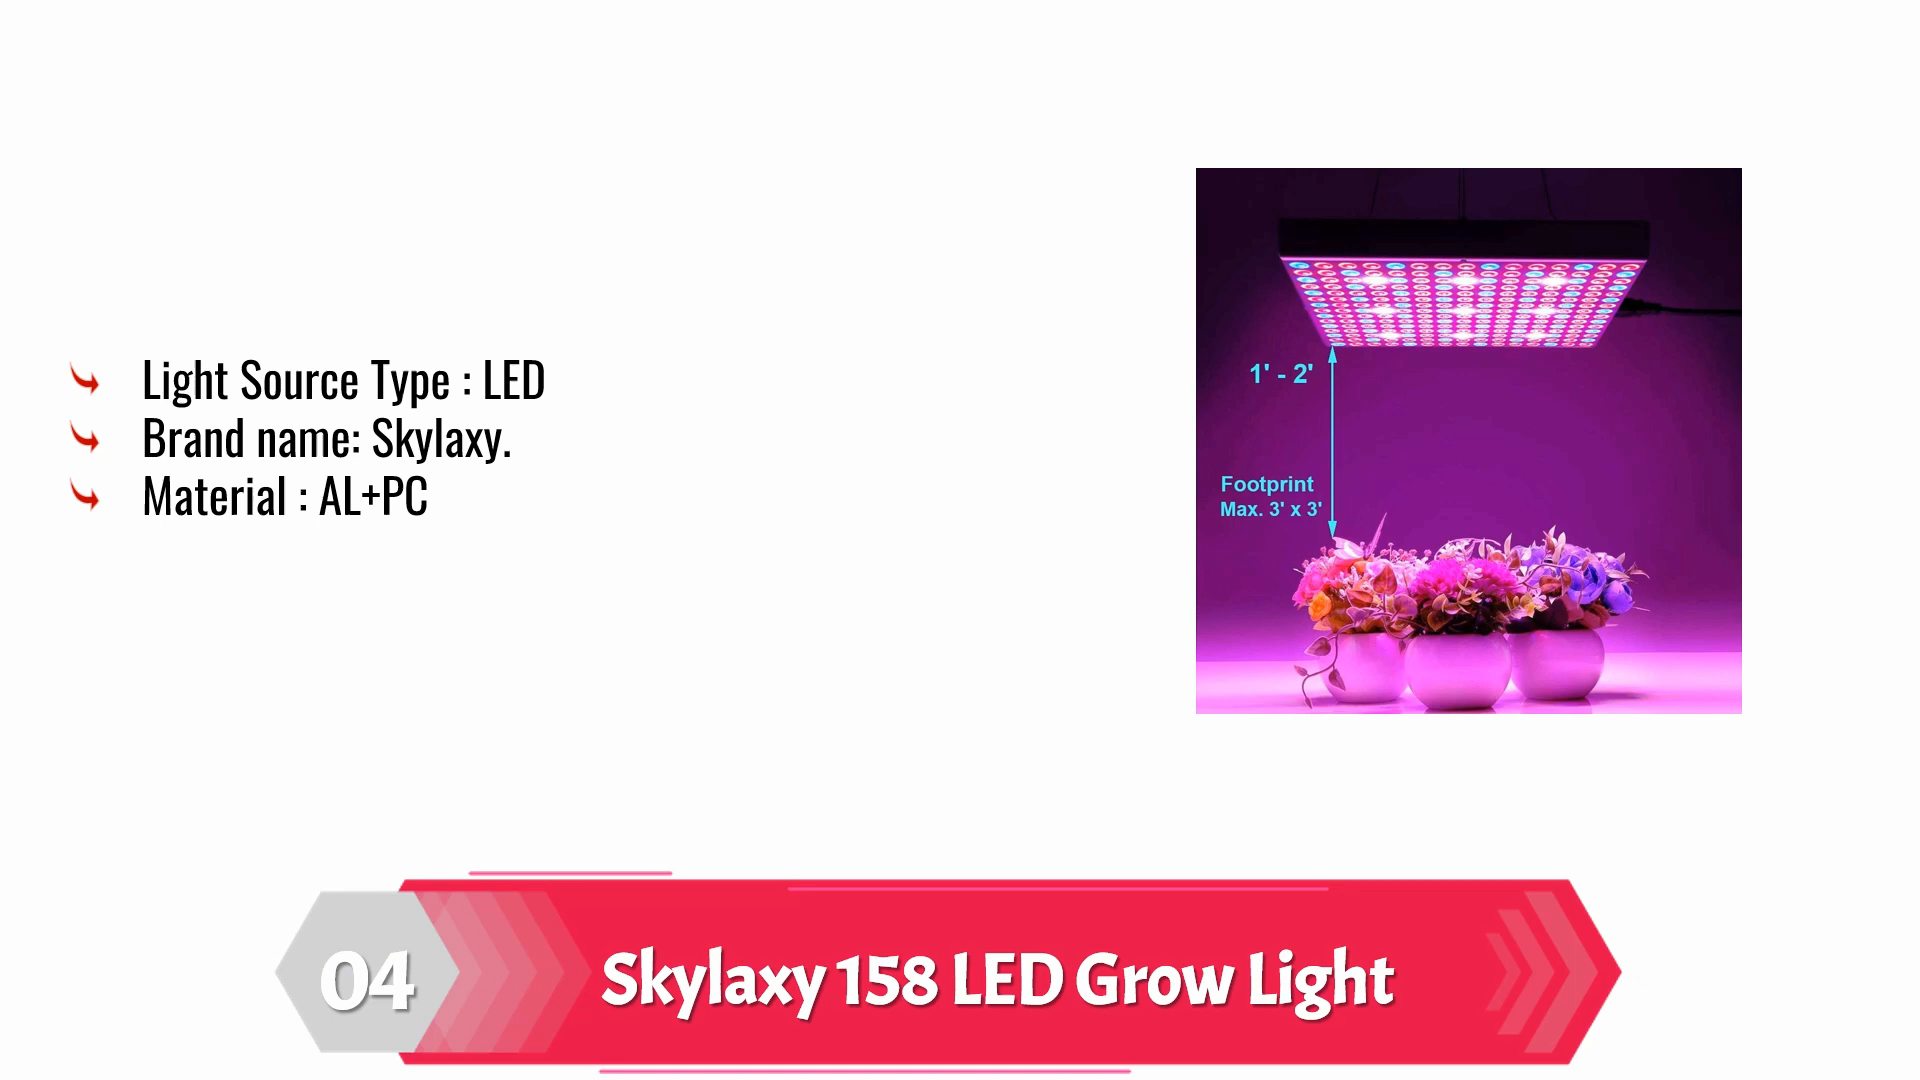 Light Source Type : LED
Brand name: Skylaxy.
Material : AL+PC
1' - 2'
Footprint
Max. 3' x 3'
04
Skylaxy 158 LED Grow Light